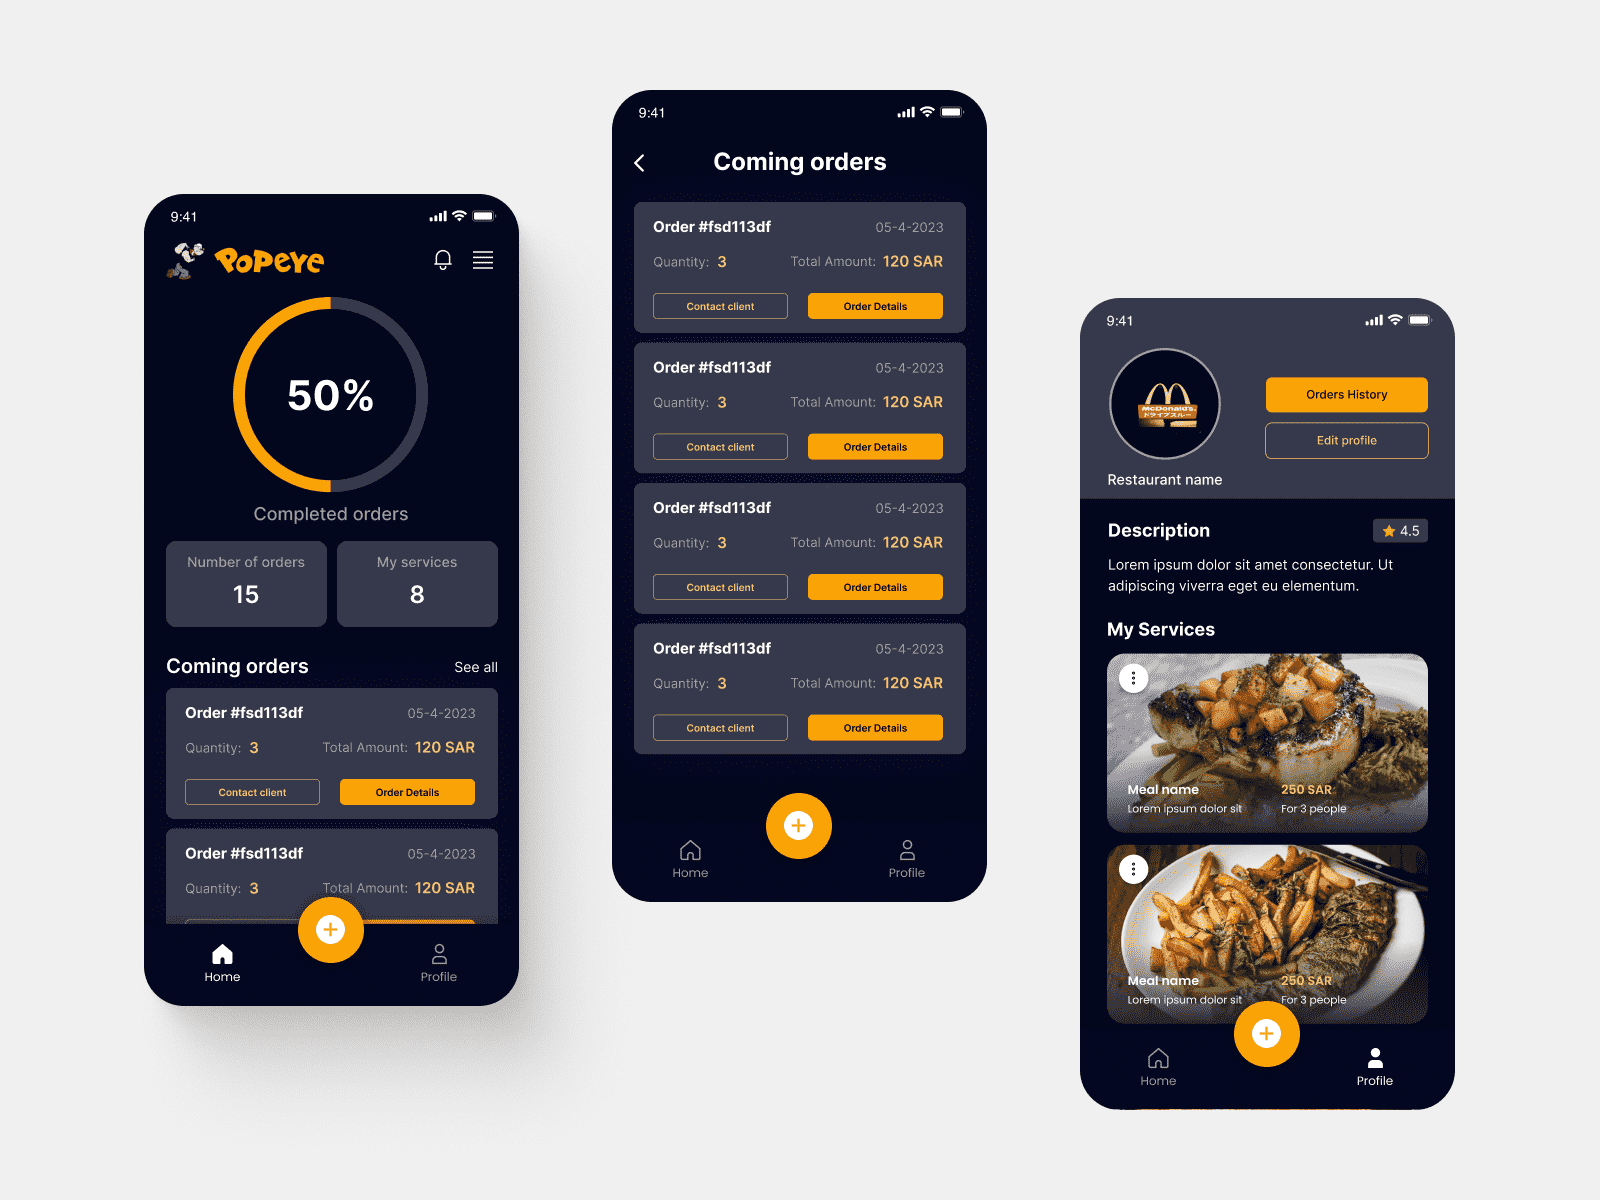 9:41
POPEYE
50%
Completed orders
Number of orders
15
My services
8
Coming orders
See all
Order #fsd113df
05-4-2023
Quantity: 3
Total Amount: 120 SAR
Contact client
Order Details
Order #fsd113df
05-4-2023
Quantity: 3
Total Amount: 120 SAR
Home
Profile
9:41
Coming orders
Order #fsd113df
05-4-2023
Quantity: 3
Total Amount: 120 SAR
Contact client
Order Details
Order #fsd113df
05-4-2023
Quantity: 3
Total Amount: 120 SAR
Contact client
Order Details
Order #fsd113df
05-4-2023
Quantity: 3
Total Amount: 120 SAR
Contact client
Order Details
Order #fsd113df
05-4-2023
Quantity: 3
Total Amount: 120 SAR
Contact client
Order Details
Home
Profile
9:41
McDonald's.
ドライブスルー
Orders History
Edit profile
Restaurant name
Description
4.5
Lorem ipsum dolor sit amet consectetur. Ut
adipiscing viverra eget eu elementum.
My Services
Meal name
250 SAR
Lorem ipsum dolor sit
For 3 people
Meal name
250 SAR
Lorem ipsum dolor sit
For 3 people
Home
Profile